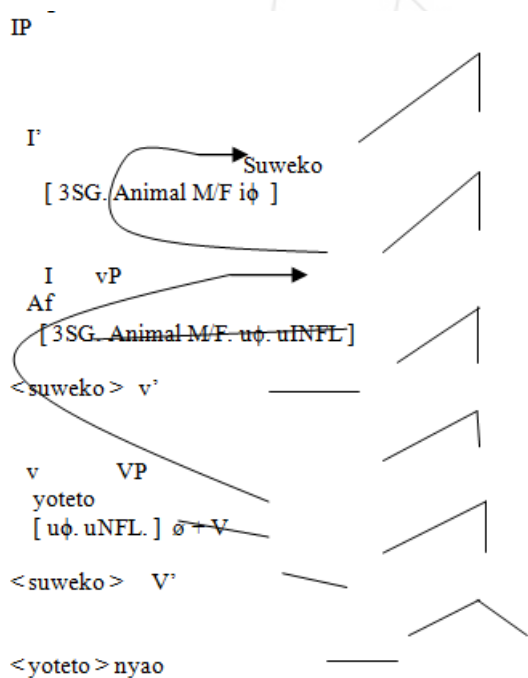 IP
I’
Suweko
[ 3SG. Animal M/F iϕ ]
I vP
Af
[ 3SG. Animal M/F. uϕ. uINFL ]
<suweko> v’
v VP
yoteto
[ uϕ. uNFL. ] ø + V
<suweko> V’
<yoteto> nyao